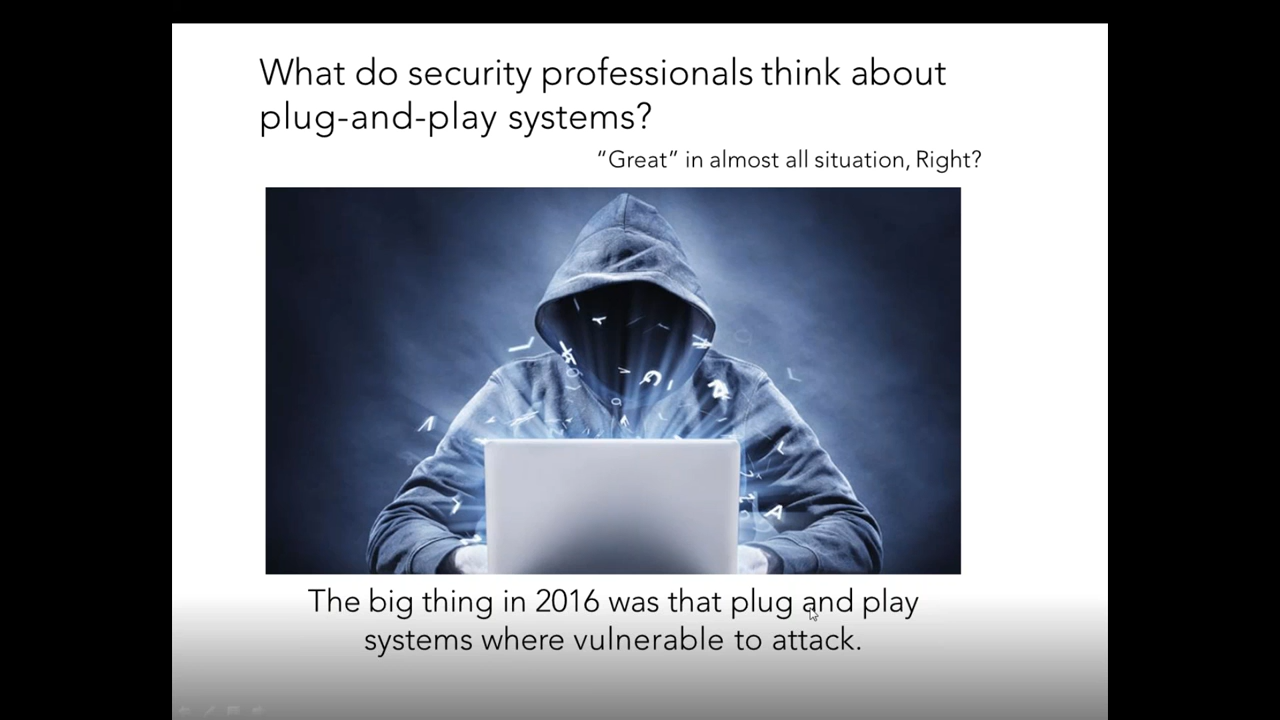 What do security professionals think about
plug-and-play systems?
“Great” in almost all situation, Right?
The big thing in 2016 was that plug and play
systems where vulnerable to attack.